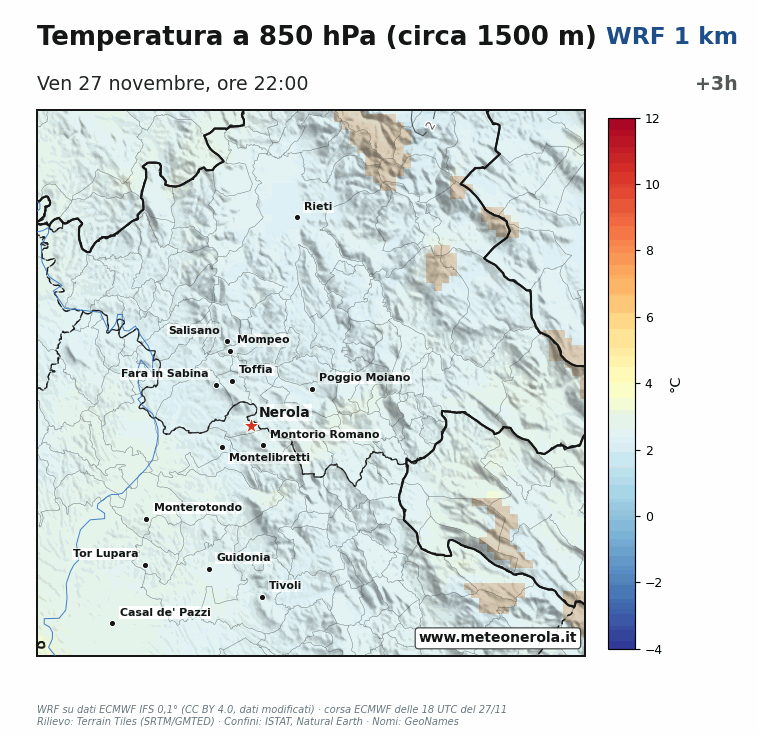 Temperatura a 850 hPa (circa 1500 m) WRF 1 km
Ven 27 novembre, ore 22:00
+3h
Rieti
Salisano
Mompeo
Fara in Sabina
Toffia
Poggio Moiano
Nerola
Montorio Romano
Montelibretti
Monterotondo
Tor Lupara
Guidonia
Tivoli
Casal de' Pazzi
www.meteonerola.it
12
10
8
6
4
2
0
−2
−4
°C
WRF su dati ECMWF IFS 0,1° (CC BY 4.0, dati modificati) · corsa ECMWF delle 18 UTC del 27/11
Rilievo: Terrain Tiles (SRTM/GMTED) · Confini: ISTAT, Natural Earth · Nomi: GeoNames